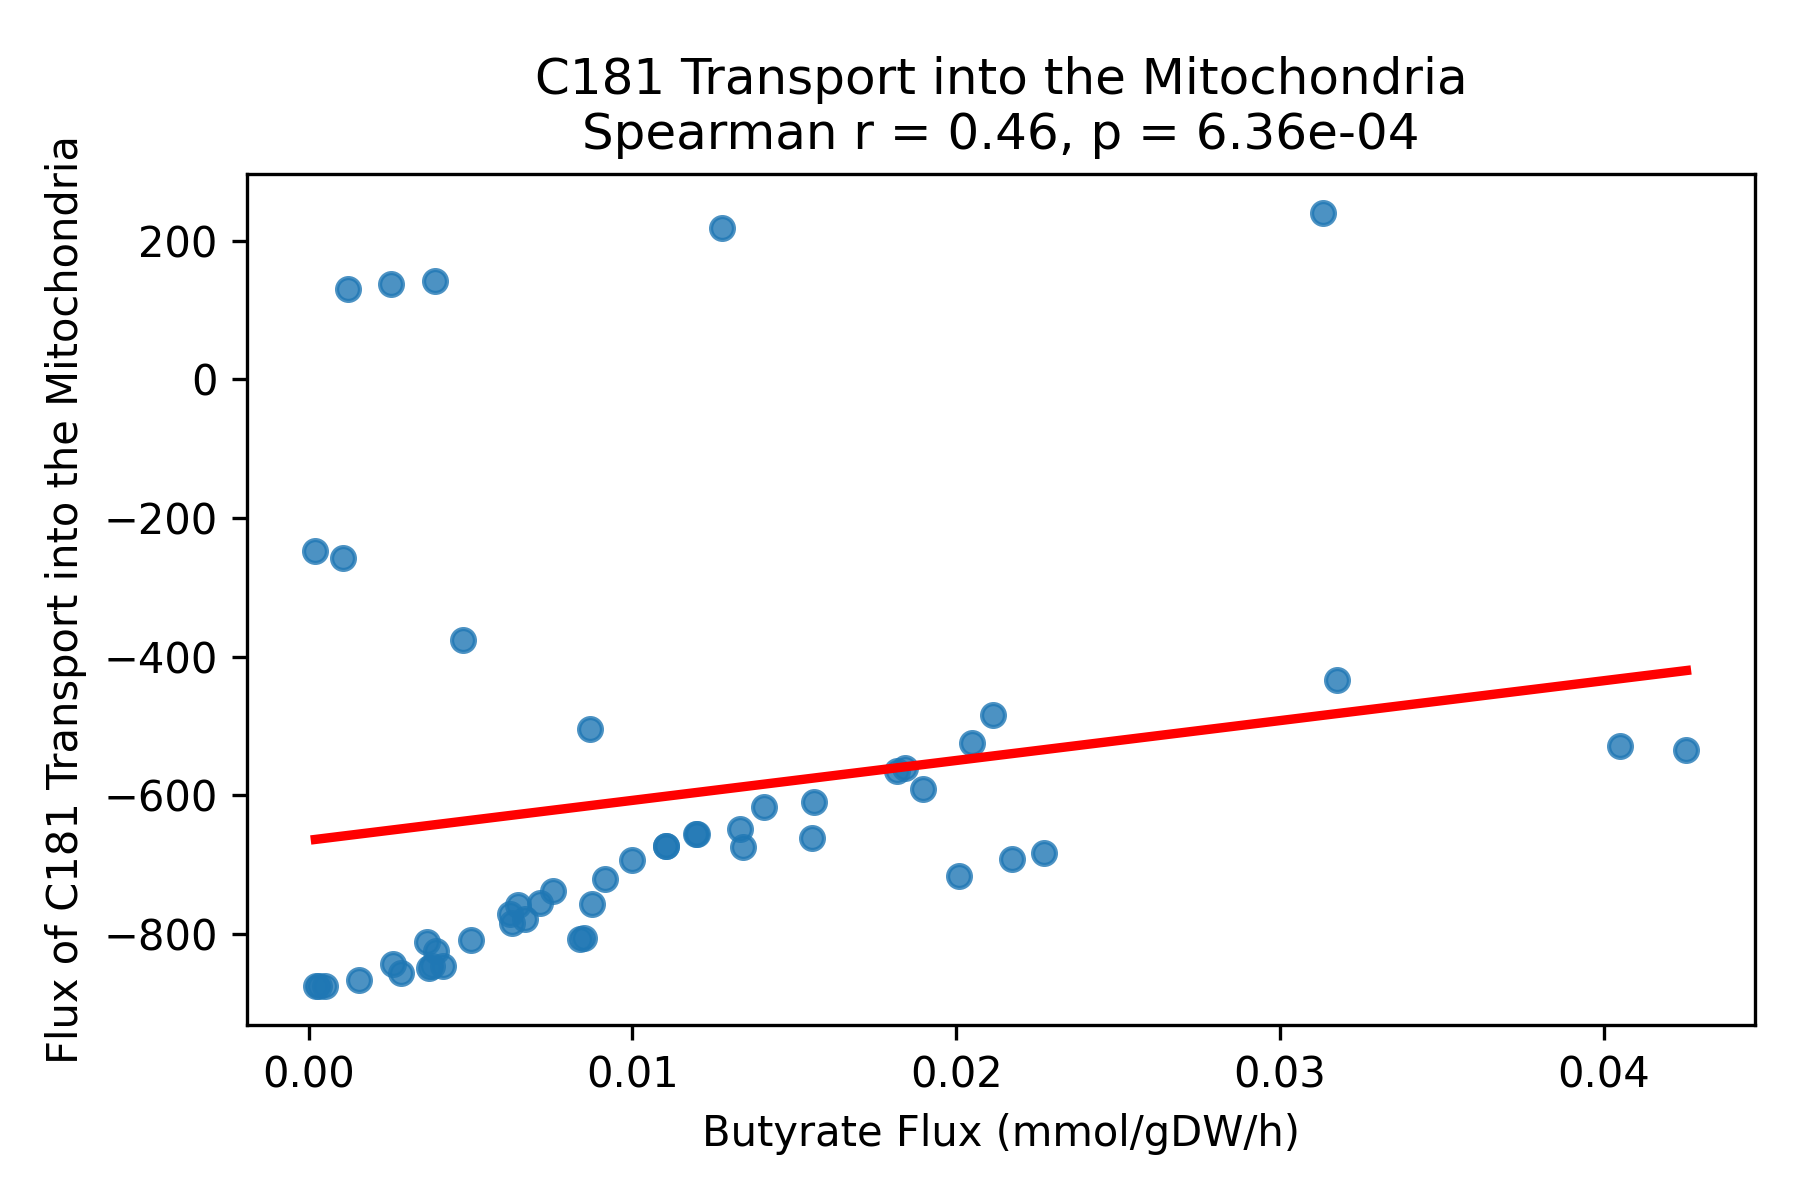 C181 Transport into the Mitochondria
Spearman r = 0.46, p = 6.36e-04
Flux of C181 Transport into the Mitochondria
200
0
−200
−400
−600
−800
0.00 0.01 0.02 0.03 0.04
Butyrate Flux (mmol/gDW/h)